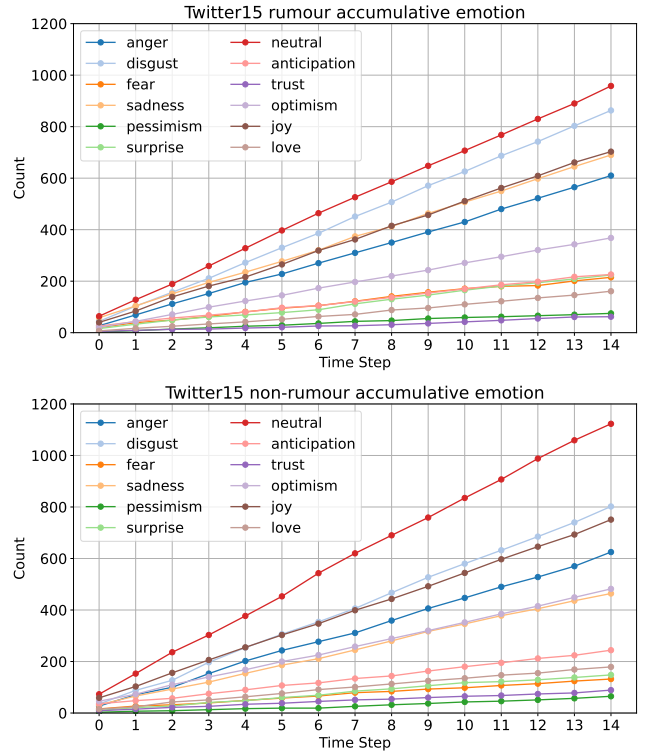 Twitter15 rumour accumulative emotion
1200
1000
800
600
400
200
0
Count
anger
disgust
fear
sadness
pessimism
surprise
neutral
anticipation
trust
optimism
joy
love
0 1 2 3 4 5 6 7 8 9 10 11 12 13 14
Time Step
Twitter15 non-rumour accumulative emotion
1200
1000
800
600
400
200
0
Count
anger
disgust
fear
sadness
pessimism
surprise
neutral
anticipation
trust
optimism
joy
love
0 1 2 3 4 5 6 7 8 9 10 11 12 13 14
Time Step